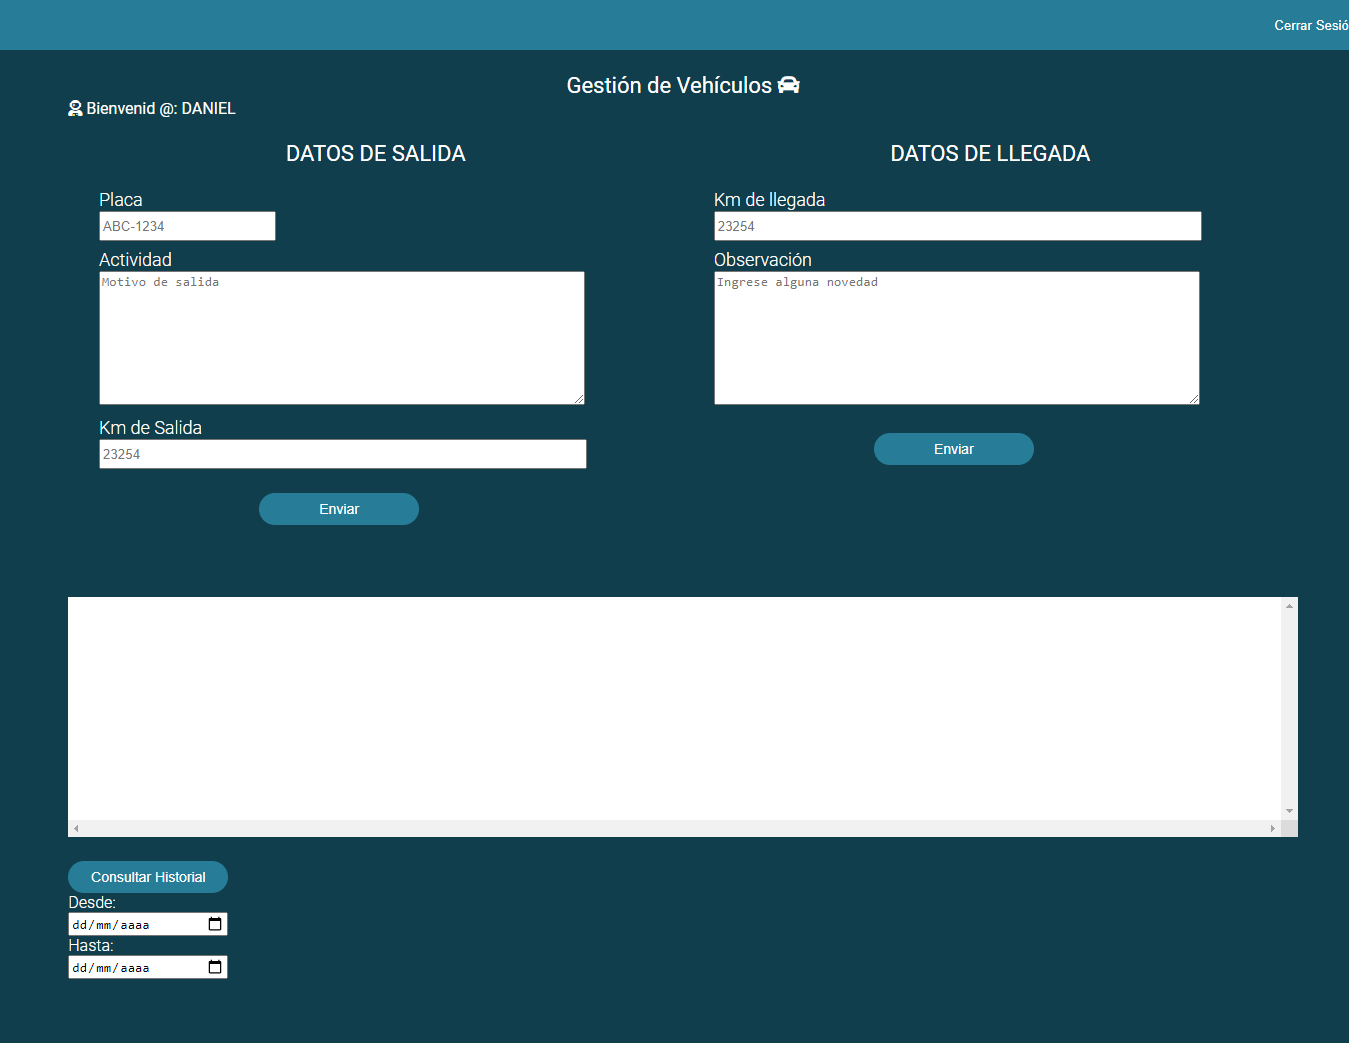 Cerrar Sesió
Gestión de Vehículos
Bienvenid @: DANIEL
DATOS DE SALIDA
Placa
ABC-1234
Actividad
Motivo de salida
Km de Salida
23254
Enviar
DATOS DE LLEGADA
Km de llegada
23254
Observación
Ingrese alguna novedad
Enviar
Consultar Historial
Desde:
dd/mm/aaaa
Hasta:
dd/mm/aaaa